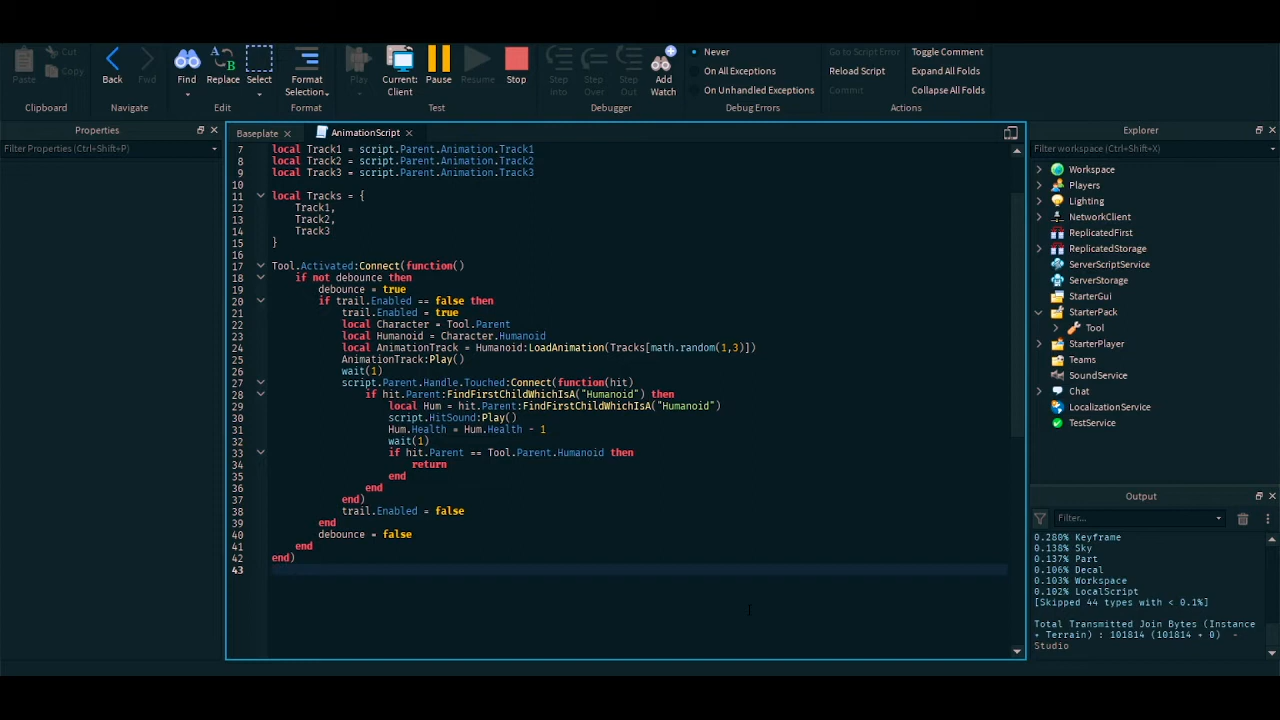 Paste
Cut
Copy
Clipboard
Back
Fwd
Navigate
Find
Replace
Select
Edit
Format
Selection
Format
Play
Current:
Client
Pause
Resume
Stop
Test
Step
Into
Step
Over
Step
Out
Add
Watch
Debugger
Never
On All Exceptions
On Unhandled Exceptions
Debug Errors
Go to Script Error
Reload Script
Commit
Toggle Comment
Expand All Folds
Collapse All Folds
Actions
Properties
Filter Properties (Ctrl+Shift+P)
Baseplate
AnimationScript
7 local Track1 = script.Parent.Animation.Track1
8 local Track2 = script.Parent.Animation.Track2
9 local Track3 = script.Parent.Animation.Track3
10
11 local Tracks = {
12 Track1,
13 Track2,
14 Track3
15 }
16
17 Tool.Activated:Connect(function()
18 if not debounce then
19 debounce = true
20 if trail.Enabled == false then
21 trail.Enabled = true
22 local Character = Tool.Parent
23 local Humanoid = Character.Humanoid
24 local AnimationTrack = Humanoid:LoadAnimation(Tracks[math.random(1,3)])
25 AnimationTrack:Play()
26 wait(1)
27 script.Parent.Handle.Touched:Connect(function(hit)
28 if hit.Parent:FindFirstChildWhichIsA("Humanoid") then
29 local Hum = hit.Parent:FindFirstChildWhichIsA("Humanoid")
30 script.HitSound:Play()
31 Hum.Health = Hum.Health - 1
32 wait(1)
33 if hit.Parent == Tool.Parent.Humanoid then
34 return
35 end
36 end
37 end)
38 trail.Enabled = false
39 end
40 debounce = false
41 end
42 end)
43
Explorer
Filter workspace (Ctrl+Shift+X)
Workspace
Players
Lighting
NetworkClient
ReplicatedFirst
ReplicatedStorage
ServerScriptService
ServerStorage
StarterGui
StarterPack
Tool
StarterPlayer
Teams
SoundService
Chat
LocalizationService
TestService
Output
Filter...
0.280% Keyframe
0.138% Sky
0.137% Part
0.106% Decal
0.103% Workspace
0.102% LocalScript
[Skipped 44 types with < 0.1%]
Total Transmitted Join Bytes (Instance
+ Terrain) : 101814 (101814 + 0) -
Studio